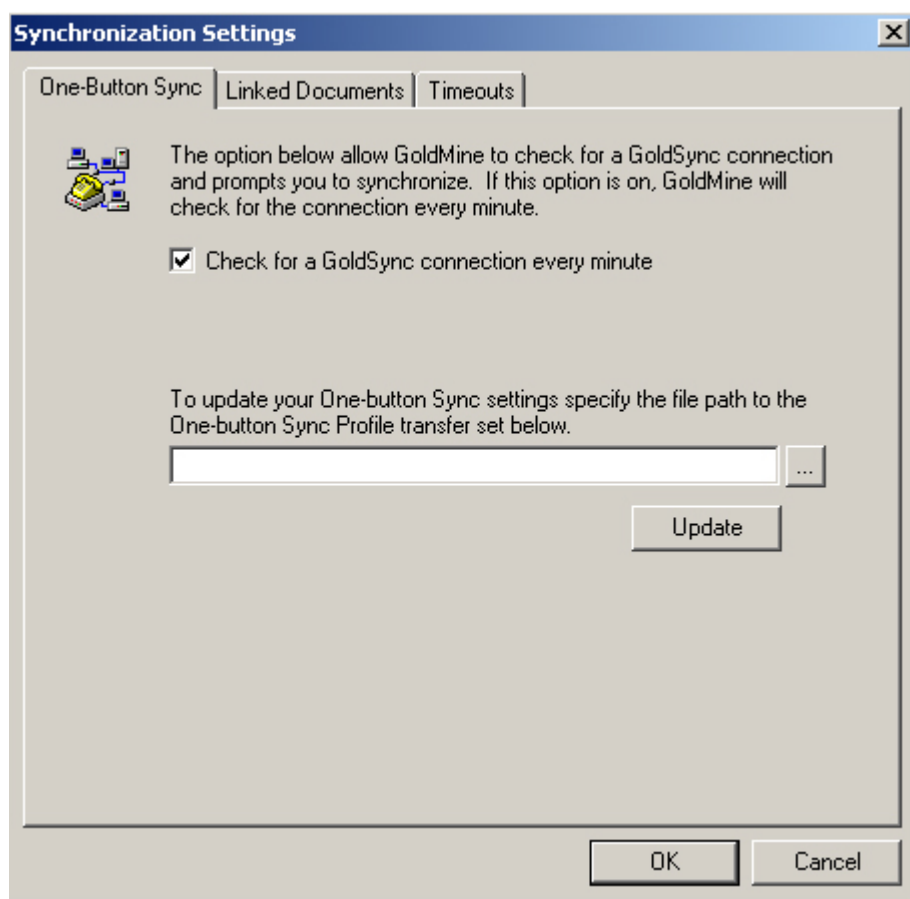 Synchronization Settings
One-Button Sync
Linked Documents
Timeouts
The option below allow GoldMine to check for a GoldSync connection
and prompts you to synchronize. If this option is on, GoldMine will
check for the connection every minute.
Check for a GoldSync connection every minute
To update your One-button Sync settings specify the file path to the
One-button Sync Profile transfer set below.
...
Update
OK
Cancel